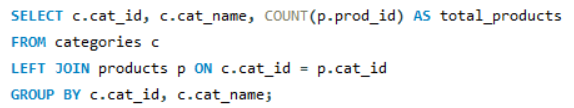 SELECT c.cat_id, c.cat_name, COUNT(p.prod_id) AS total_products
FROM categories c
LEFT JOIN products p ON c.cat_id = p.cat_id
GROUP BY c.cat_id, c.cat_name;